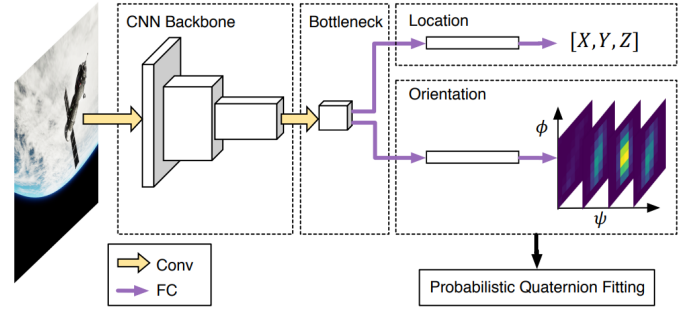 CNN Backbone
Bottleneck
Location
[X,Y,Z]
Orientation
ϕ
ψ
Conv
FC
Probabilistic Quaternion Fitting